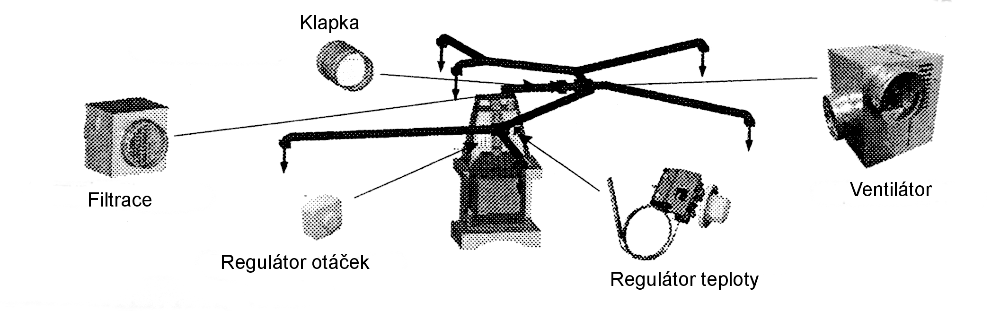 Klapka
Filtrace
Ventilátor
Regulátor otáček
Regulátor teploty